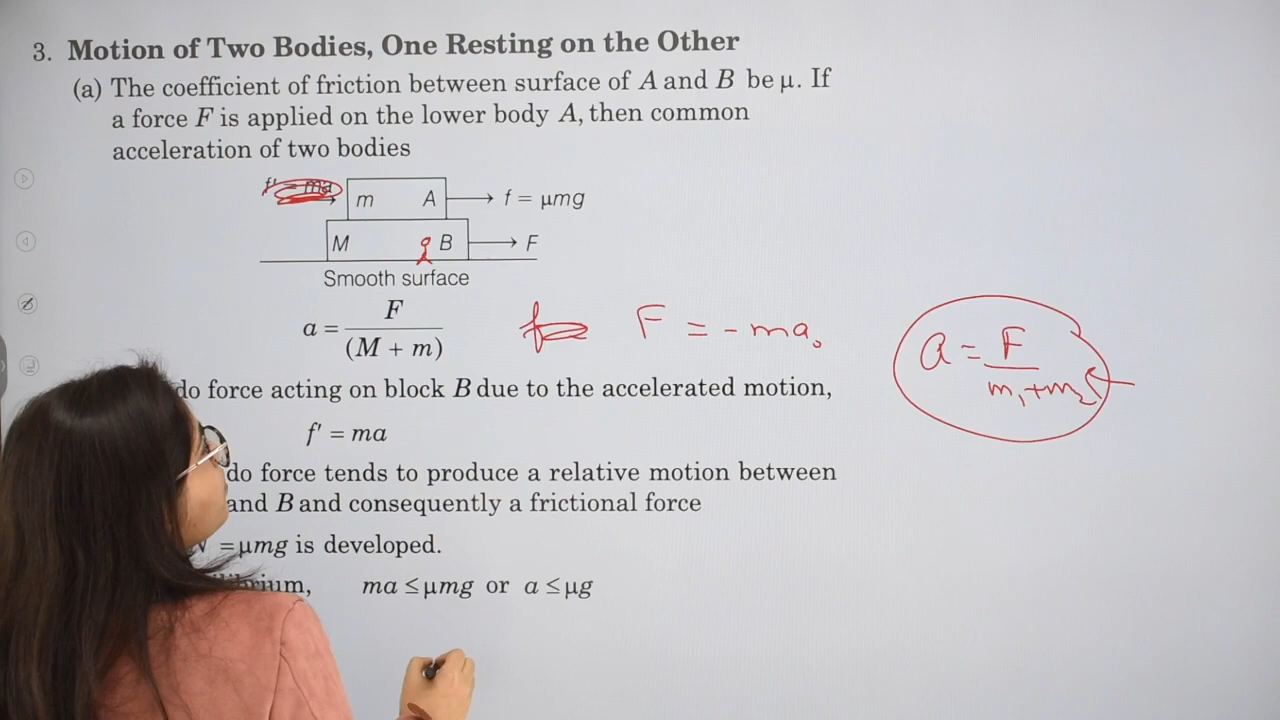 3. Motion of Two Bodies, One Resting on the Other
(a) The coefficient of friction between surface of A and B be μ. If
a force F is applied on the lower body A, then common
acceleration of two bodies
m A f = μmg
M B F
Smooth surface
a = F / (M + m)
F = - ma
a = F / m₁+m₂
do force acting on block B due to the accelerated motion,
f' = ma
do force tends to produce a relative motion between
and B and consequently a frictional force
= μmg is developed.
ma ≤ μmg or a ≤ μg